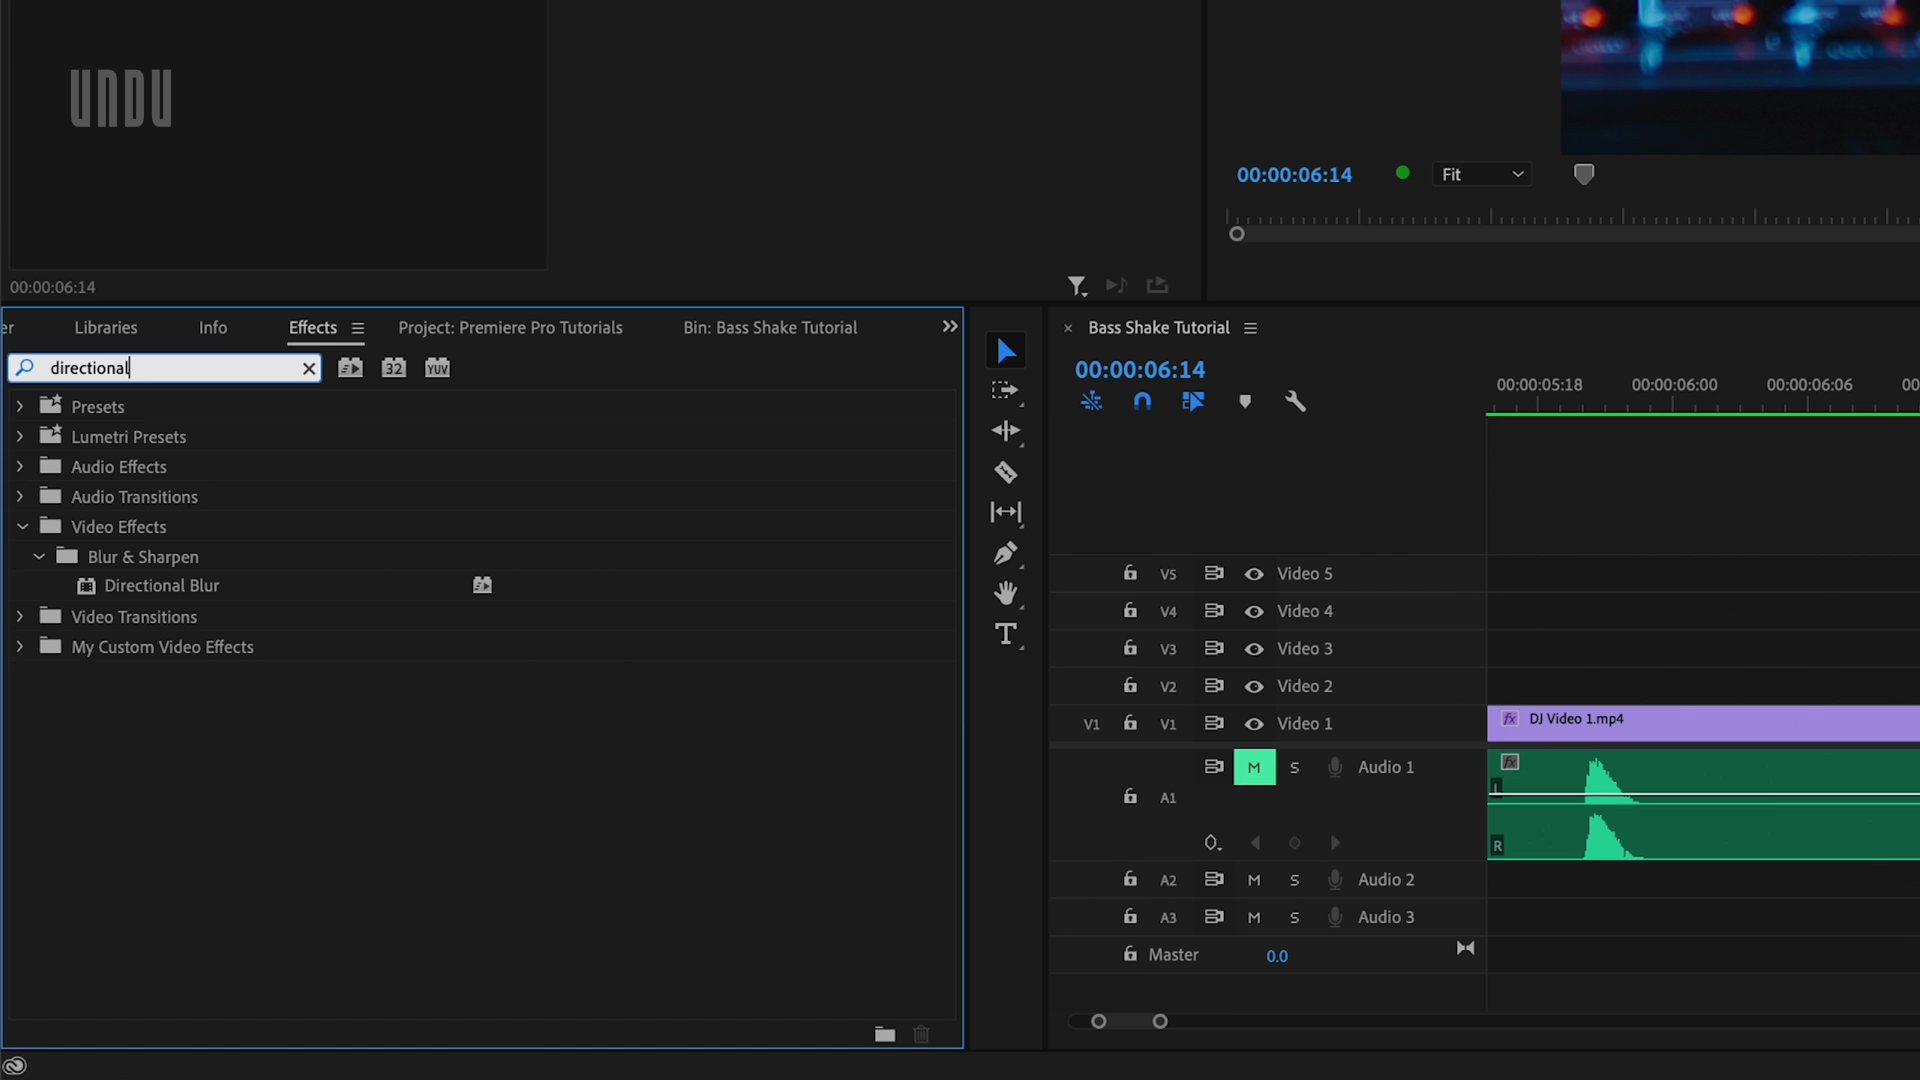 UNDU
00:00:06:14
Fit
00:00:06:14
er
Libraries
Info
Effects
Project: Premiere Pro Tutorials
Bin: Bass Shake Tutorial
directional
32
YUV
Presets
Lumetri Presets
Audio Effects
Audio Transitions
Video Effects
Blur & Sharpen
Directional Blur
Video Transitions
My Custom Video Effects
T
Bass Shake Tutorial
00:00:06:14
00:00:05:18
00:00:06:00
00:00:06:06
00
V5 Video 5
V4 Video 4
V3 Video 3
V2 Video 2
V1 V1 Video 1
fx DJ Video 1.mp4
M S Audio 1
A1
fx
L
R
A2 M S Audio 2
A3 M S Audio 3
Master 0.0